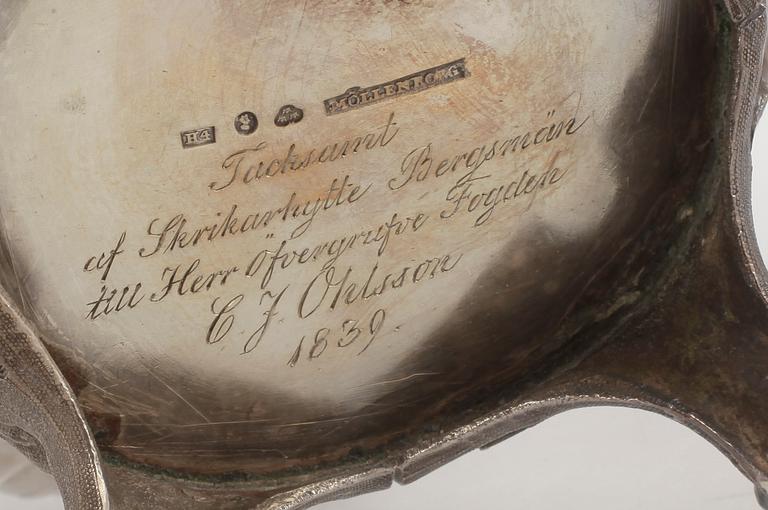 H4 MÖLLENBORG
Tacksamt
af Skrikarhytte Bergsmän
till Herr Öfvergrufve Fogden
C. J. Ohlsson
1839.